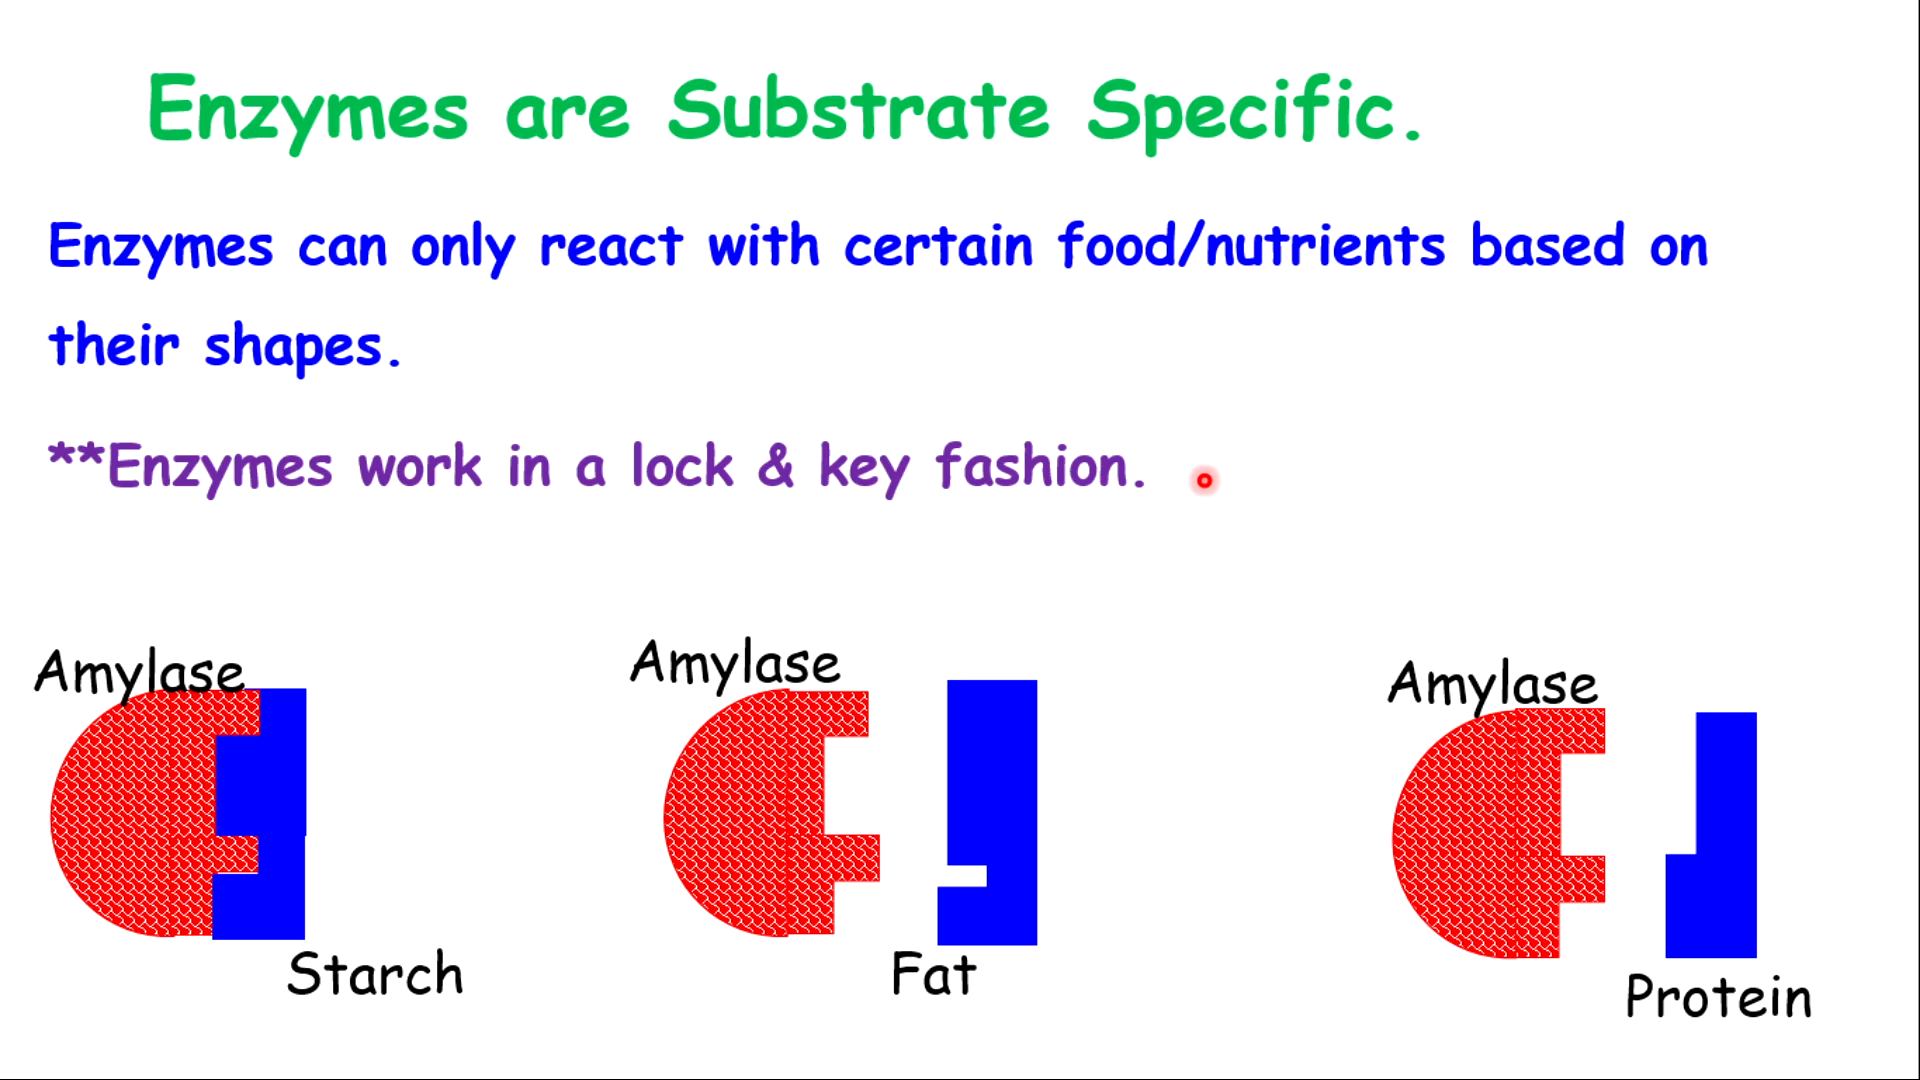 Enzymes are Substrate Specific.
Enzymes can only react with certain food/nutrients based on
their shapes.
**Enzymes work in a lock & key fashion.
Amylase
Starch
Amylase
Fat
Amylase
Protein